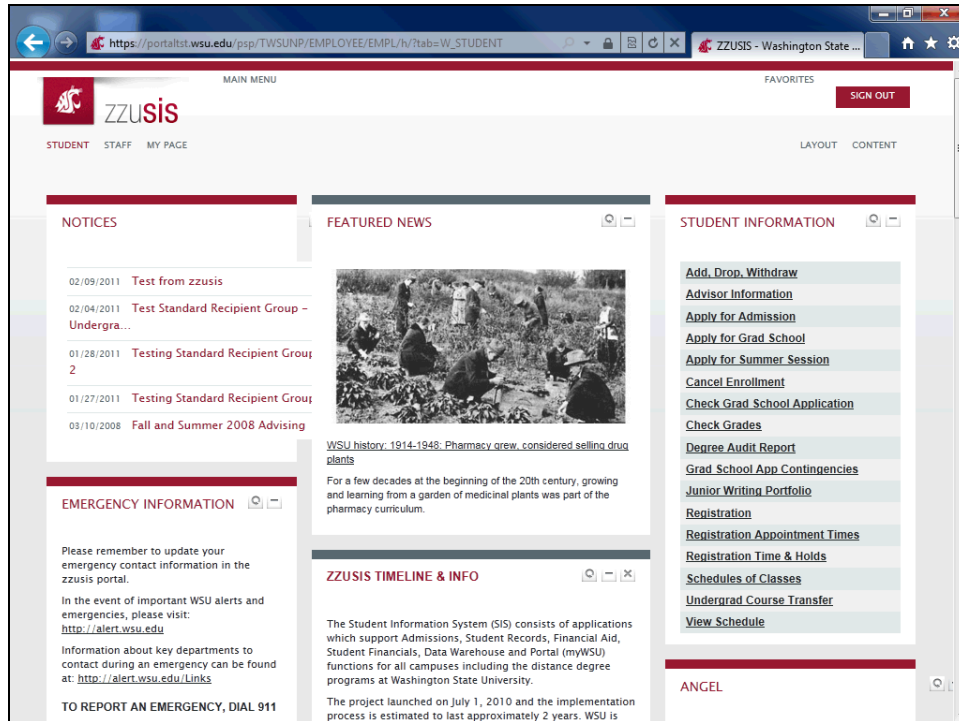 https://portaltst.wsu.edu/psp/TWSUNP/EMPLOYEE/EMPL/h/?tab=W_STUDENT
ZZUSIS - Washington State ...
MAIN MENU
FAVORITES
SIGN OUT
zzusis
STUDENT STAFF MY PAGE
LAYOUT CONTENT
NOTICES
02/09/2011 Test from zzusis
02/04/2011 Test Standard Recipient Group -
Undergra...
01/28/2011 Testing Standard Recipient Group
2
01/27/2011 Testing Standard Recipient Group
03/10/2008 Fall and Summer 2008 Advising
EMERGENCY INFORMATION
Please remember to update your
emergency contact information in the
zzusis portal.
In the event of important WSU alerts and
emergencies, please visit:
http://alert.wsu.edu
Information about key departments to
contact during an emergency can be found
at: http://alert.wsu.edu/Links
TO REPORT AN EMERGENCY, DIAL 911
FEATURED NEWS
WSU history: 1914-1948: Pharmacy grew, considered selling drug
plants
For a few decades at the beginning of the 20th century, growing
and learning from a garden of medicinal plants was part of the
pharmacy curriculum.
ZZUSIS TIMELINE & INFO
The Student Information System (SIS) consists of applications
which support Admissions, Student Records, Financial Aid,
Student Financials, Data Warehouse and Portal (myWSU)
functions for all campuses including the distance degree
programs at Washington State University.
The project launched on July 1, 2010 and the implementation
process is estimated to last approximately 2 years. WSU is
STUDENT INFORMATION
Add, Drop, Withdraw
Advisor Information
Apply for Admission
Apply for Grad School
Apply for Summer Session
Cancel Enrollment
Check Grad School Application
Check Grades
Degree Audit Report
Grad School App Contingencies
Junior Writing Portfolio
Registration
Registration Appointment Times
Registration Time & Holds
Schedules of Classes
Undergrad Course Transfer
View Schedule
ANGEL